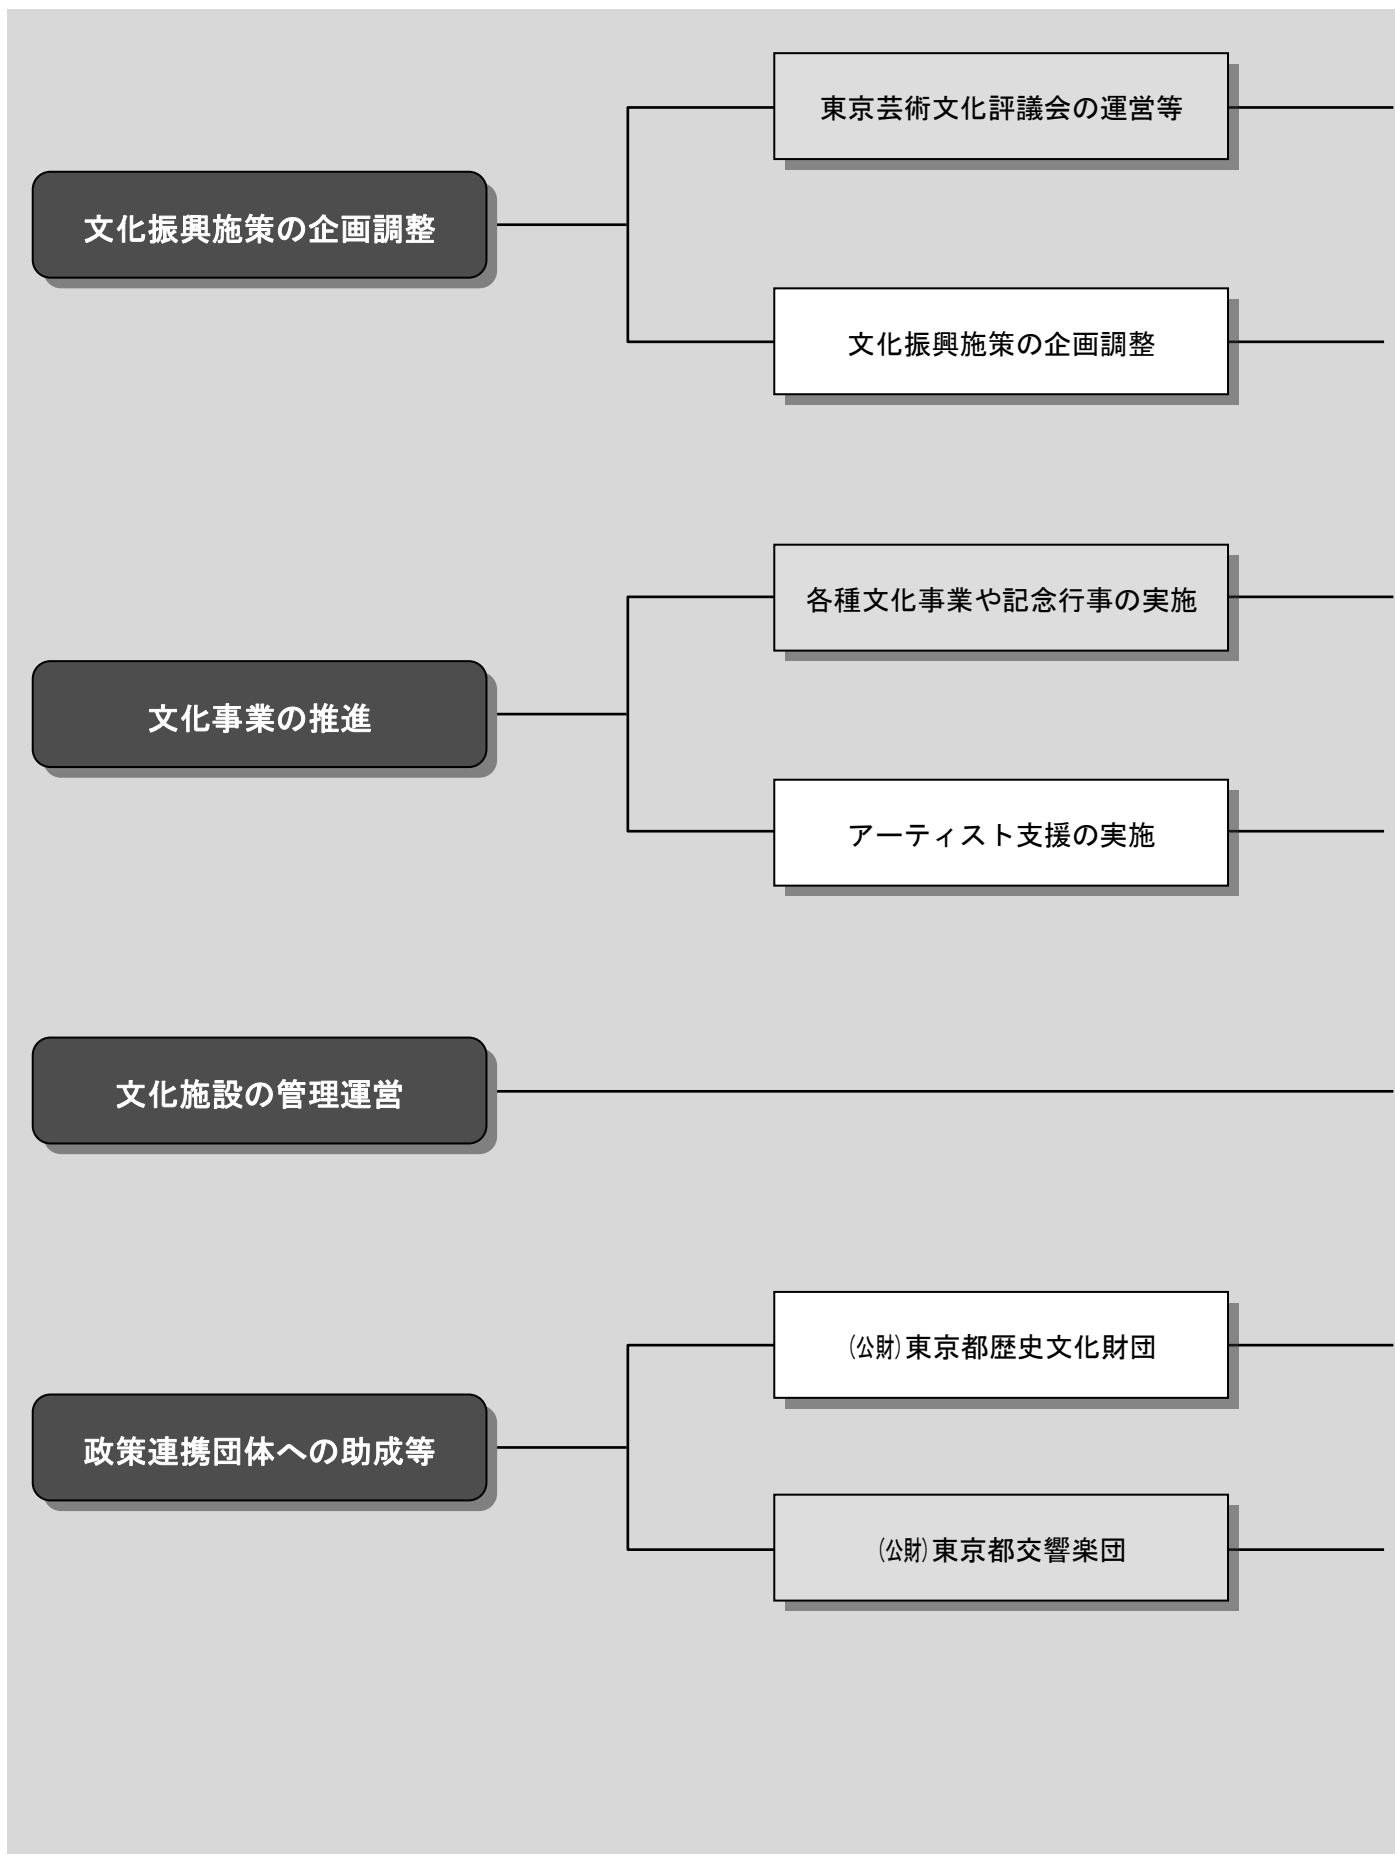 東京芸術文化評議会の運営等
文化振興施策の企画調整
文化振興施策の企画調整
各種文化事業や記念行事の実施
文化事業の推進
アーティスト支援の実施
文化施設の管理運営
(公財)東京都歴史文化財団
政策連携団体への助成等
(公財)東京都交響楽団